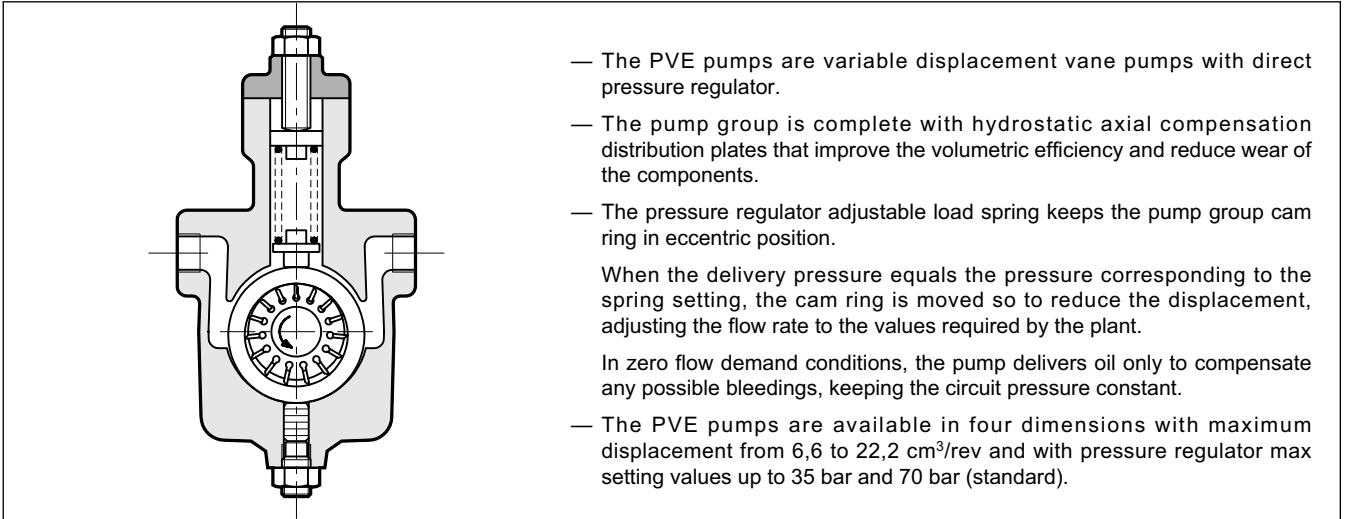 — The PVE pumps are variable displacement vane pumps with direct
pressure regulator.
— The pump group is complete with hydrostatic axial compensation
distribution plates that improve the volumetric efficiency and reduce wear of
the components.
— The pressure regulator adjustable load spring keeps the pump group cam
ring in eccentric position.
When the delivery pressure equals the pressure corresponding to the
spring setting, the cam ring is moved so to reduce the displacement,
adjusting the flow rate to the values required by the plant.
In zero flow demand conditions, the pump delivers oil only to compensate
any possible bleedings, keeping the circuit pressure constant.
— The PVE pumps are available in four dimensions with maximum
displacement from 6,6 to 22,2 cm³/rev and with pressure regulator max
setting values up to 35 bar and 70 bar (standard).